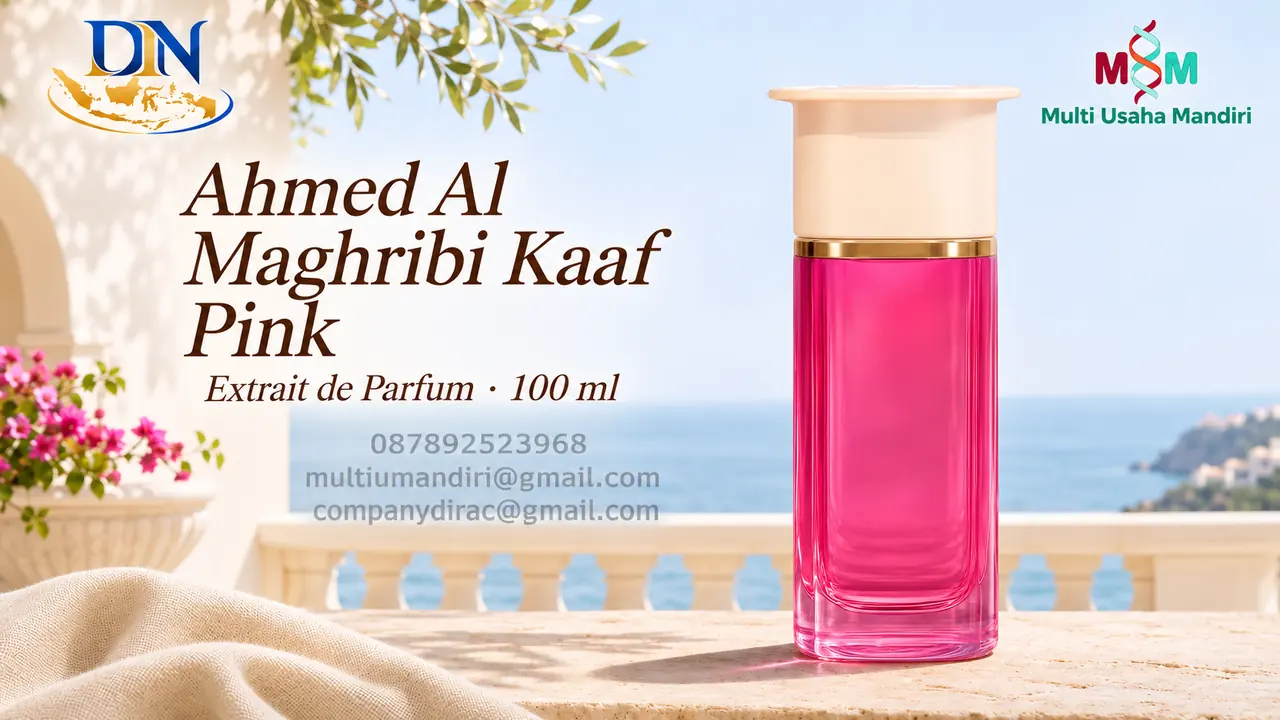 DIN
MSM
Multi Usaha Mandiri
Ahmed Al
Maghribi Kaaf
Pink
Extrait de Parfum · 100 ml
087892523968
multiumandiri@gmail.com
companydirac@gmail.com